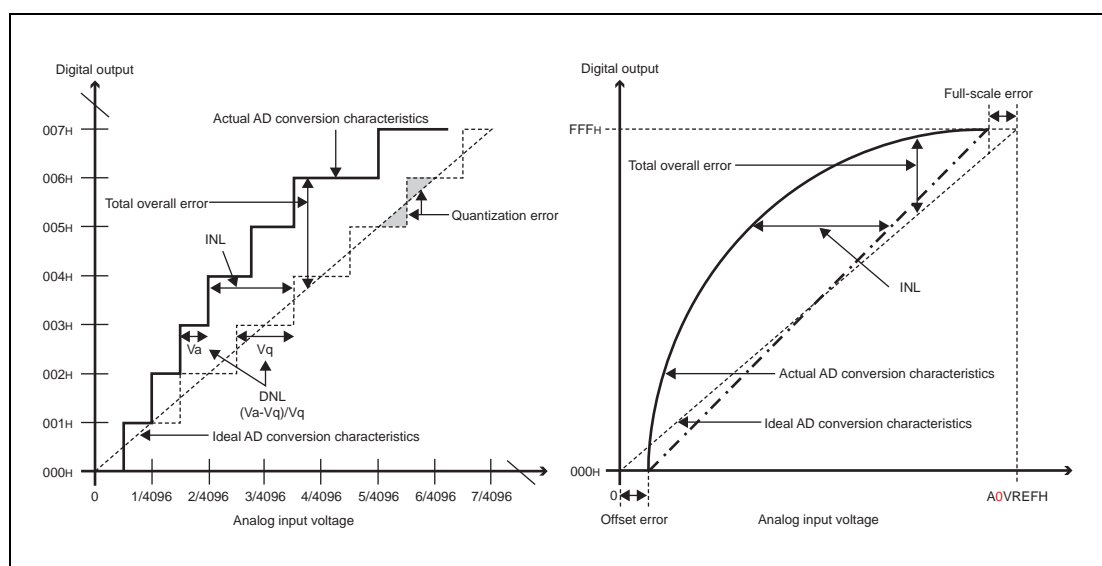 Digital output
007H
006H
005H
004H
003H
002H
001H
000H
Actual AD conversion characteristics
Total overall error
Quantization error
INL
Va
Vq
DNL
(Va-Vq)/Vq
Ideal AD conversion characteristics
0
1/4096
2/4096
3/4096
4/4096
5/4096
6/4096
7/4096
Analog input voltage
Digital output
Full-scale error
FFFH
Total overall error
INL
Actual AD conversion characteristics
Ideal AD conversion characteristics
000H
0
A0VREFH
Offset error
Analog input voltage